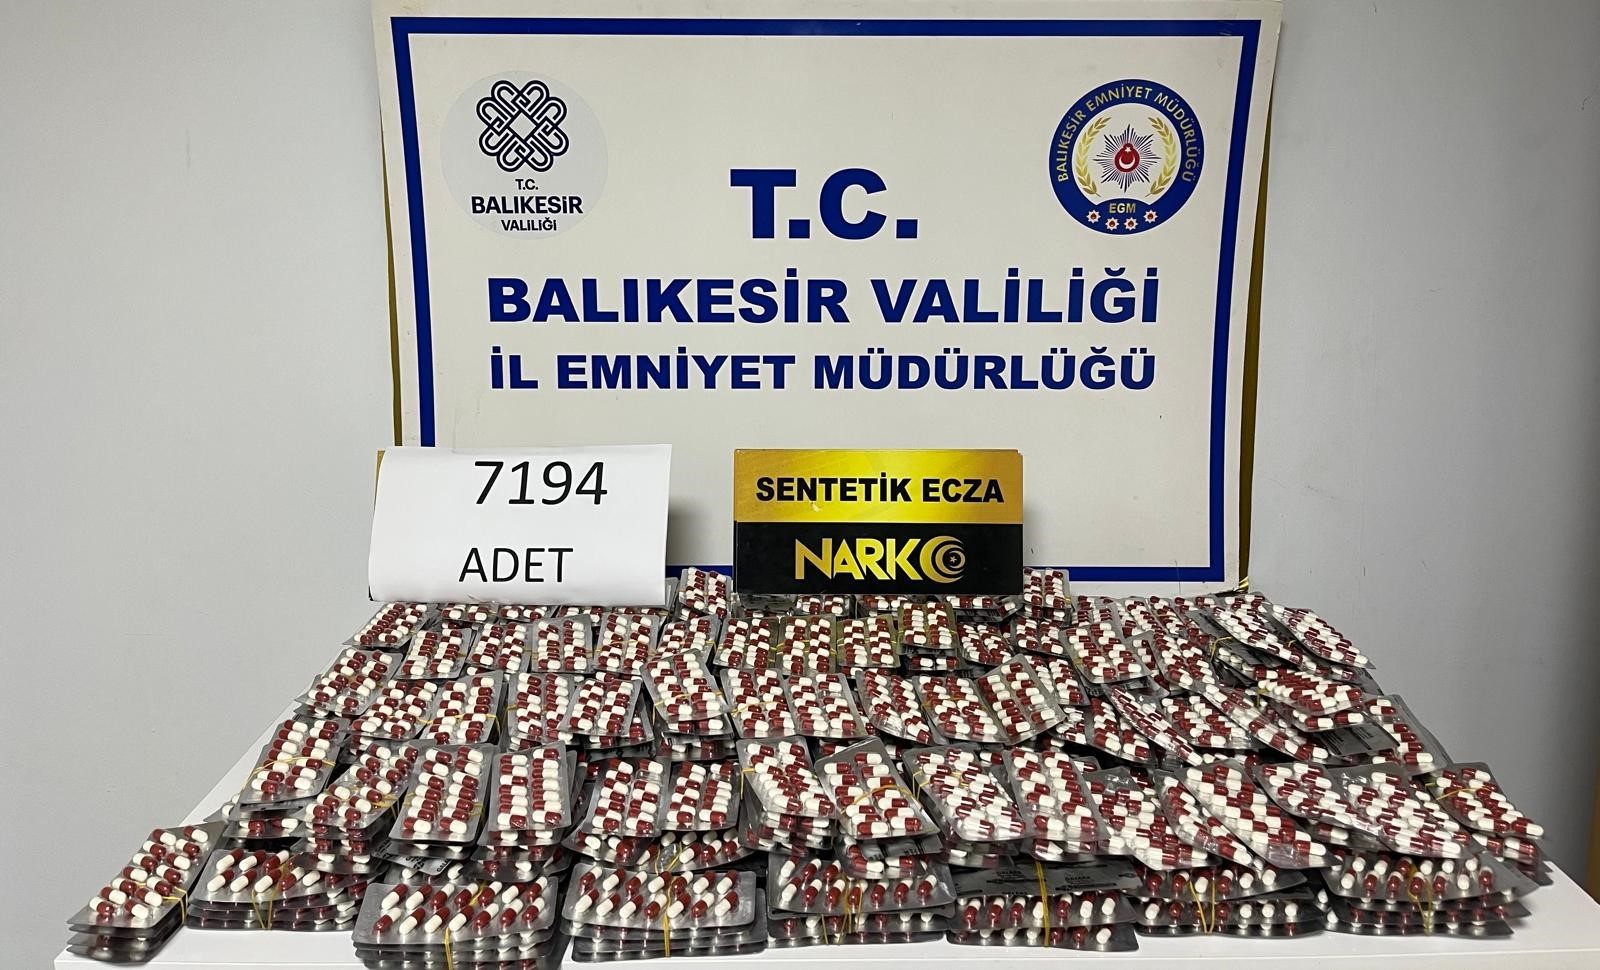 T.C.
BALIKESİR
VALİLİĞİ
BALIKESİR EMNİYET MÜDÜRLÜĞÜ
EGM
T.C.
BALIKESİR VALİLİĞİ
İL EMNİYET MÜDÜRLÜĞÜ
7194
ADET
SENTETİK ECZA
NARKO